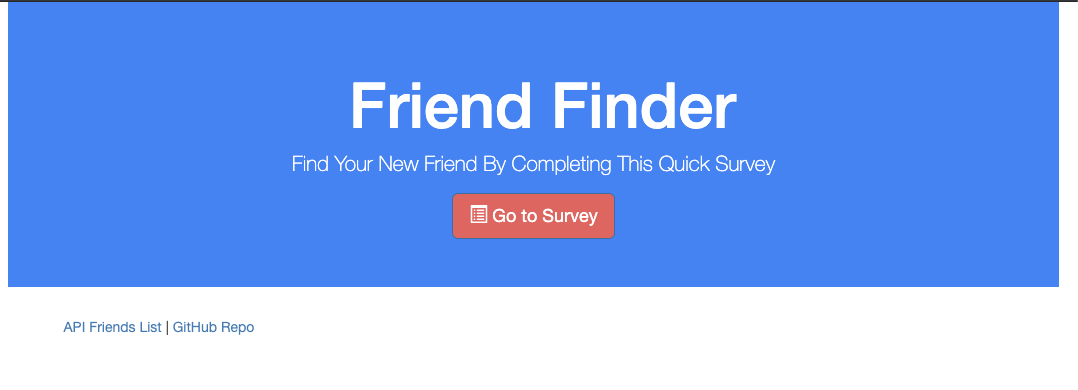 Friend Finder
Find Your New Friend By Completing This Quick Survey
Go to Survey
API Friends List | GitHub Repo